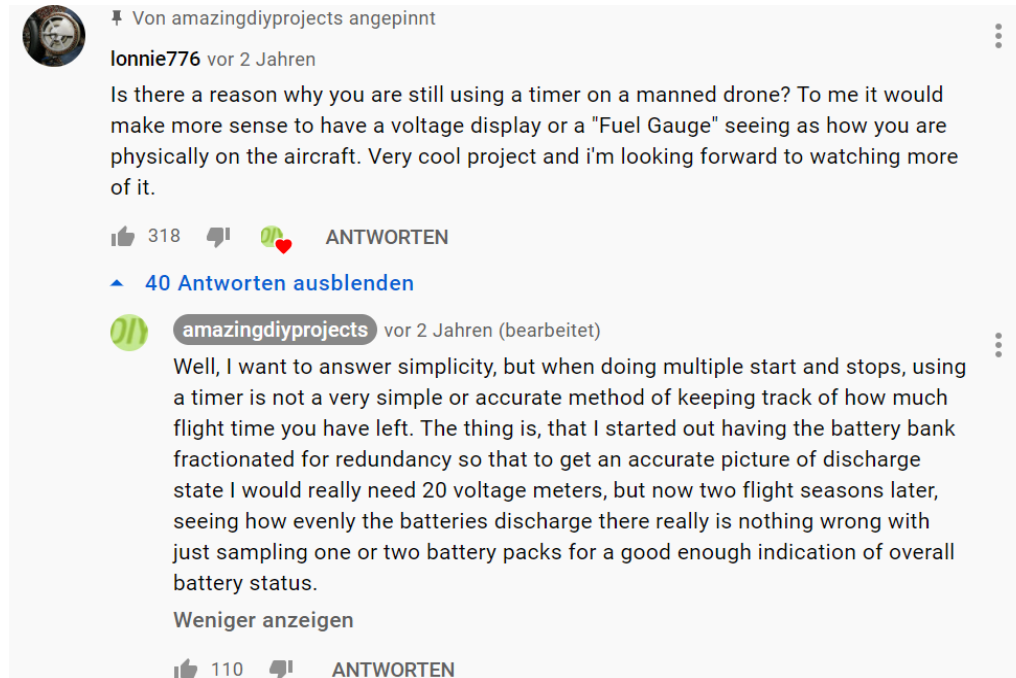 Von amazingdiyprojects angepinnt
lonnie776 vor 2 Jahren
Is there a reason why you are still using a timer on a manned drone? To me it would
make more sense to have a voltage display or a "Fuel Gauge" seeing as how you are
physically on the aircraft. Very cool project and i'm looking forward to watching more
of it.
318 ANTWORTEN
40 Antworten ausblenden
amazingdiyprojects vor 2 Jahren (bearbeitet)
Well, I want to answer simplicity, but when doing multiple start and stops, using
a timer is not a very simple or accurate method of keeping track of how much
flight time you have left. The thing is, that I started out having the battery bank
fractionated for redundancy so that to get an accurate picture of discharge
state I would really need 20 voltage meters, but now two flight seasons later,
seeing how evenly the batteries discharge there really is nothing wrong with
just sampling one or two battery packs for a good enough indication of overall
battery status.
Weniger anzeigen
110 ANTWORTEN